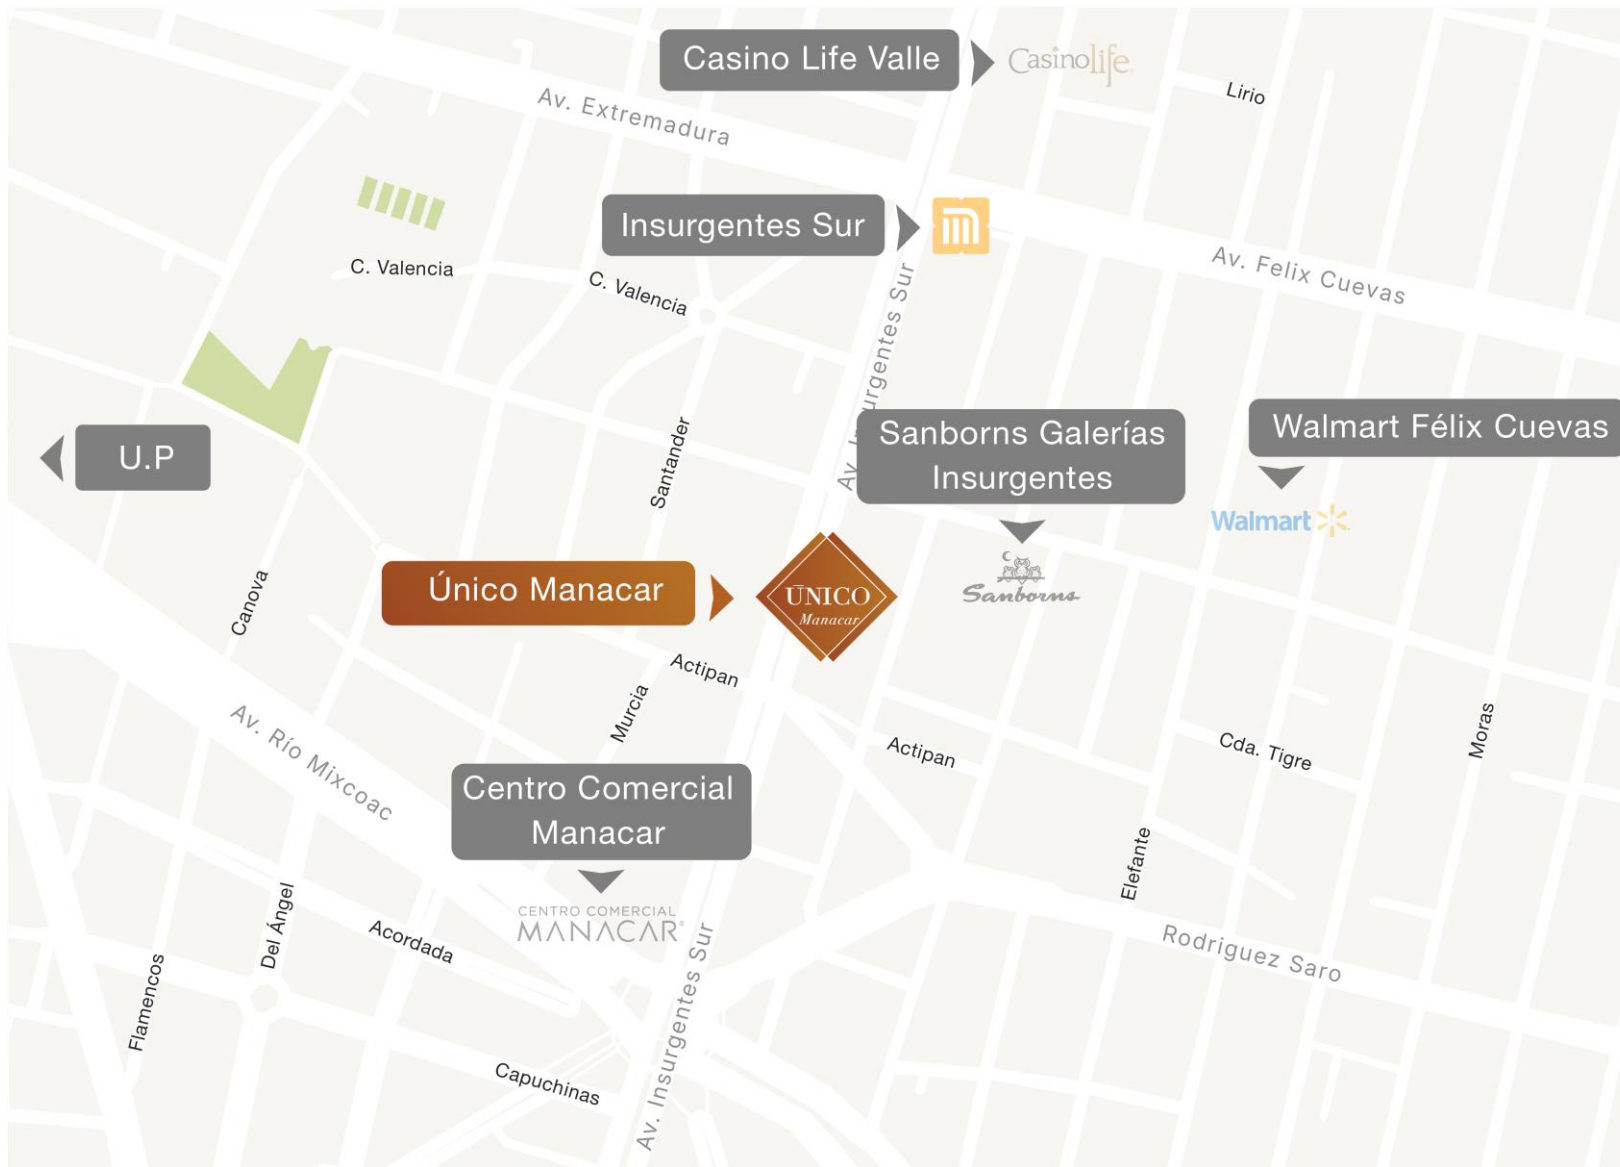 Casino Life Valle
Casinolife
Lirio
Av. Extremadura
Insurgentes Sur
Av. Felix Cuevas
C. Valencia
C. Valencia
Av. Insurgentes Sur
Sanborns Galerías
Insurgentes
Walmart Félix Cuevas
U.P
Santander
Walmart
Canova
Único Manacar
ÚNICO
Manacar
Sanborns
Actipan
Murcia
Av. Río Mixcoac
Actipan
Cda. Tigre
Moras
Centro Comercial
Manacar
Elefante
CENTRO COMERCIAL
MANACAR
Del Ángel
Acordada
Rodriguez Saro
Flamencos
Av. Insurgentes Sur
Capuchinas